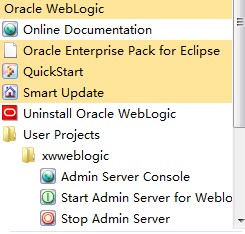 Oracle WebLogic
Online Documentation
Oracle Enterprise Pack for Eclipse
QuickStart
Smart Update
Uninstall Oracle WebLogic
User Projects
xwweblogic
Admin Server Console
Start Admin Server for Weblo
Stop Admin Server